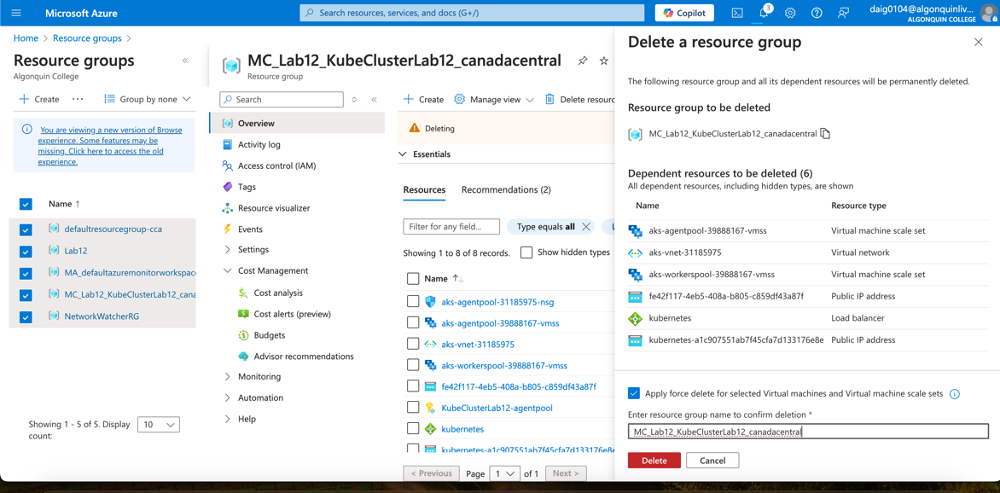 Microsoft Azure
Search resources, services, and docs (G+/)
Copilot
3
daig0104@algonquinliv...
ALGONQUIN COLLEGE
Home > Resource groups >
Resource groups
Algonquin College
Create
Group by none
You are viewing a new version of Browse
experience. Some features may be
missing. Click here to access the old
experience.
Name ↑
defaultresourcegroup-cca
Lab12
MA_defaultazuremonitorworkspace
MC_Lab12_KubeClusterLab12_cana
NetworkWatcherRG
Showing 1 - 5 of 5. Display
count:
10
MC_Lab12_KubeClusterLab12_canadacentral
Resource group
Search
Overview
Activity log
Access control (IAM)
Tags
Resource visualizer
Events
Settings
Cost Management
Cost analysis
Cost alerts (preview)
Budgets
Advisor recommendations
Monitoring
Automation
Help
Create
Manage view
Delete resourc
Deleting
Essentials
Resources
Recommendations (2)
Filter for any field...
Type equals all
Showing 1 to 8 of 8 records.
Show hidden types
Name ↑↓
aks-agentpool-31185975-nsg
aks-agentpool-39888167-vmss
aks-vnet-31185975
aks-workerspool-39888167-vmss
fe42f117-4eb5-408a-b805-c859df43a87f
KubeClusterLab12-agentpool
kubernetes
kubernetes-a1c907551ab7f45cfa7d133176e8e
< Previous
Page
1
of 1
Next >
Delete a resource group
The following resource group and all its dependent resources will be permanently deleted.
Resource group to be deleted
MC_Lab12_KubeClusterLab12_canadacentral
Dependent resources to be deleted (6)
All dependent resources, including hidden types, are shown
Name Resource type
aks-agentpool-39888167-vmss Virtual machine scale set
aks-vnet-31185975 Virtual network
aks-workerspool-39888167-vmss Virtual machine scale set
fe42f117-4eb5-408a-b805-c859df43a87f Public IP address
kubernetes Load balancer
kubernetes-a1c907551ab7f45cfa7d133176e8e Public IP address
Apply force delete for selected Virtual machines and Virtual machine scale sets
Enter resource group name to confirm deletion *
MC_Lab12_KubeClusterLab12_canadacentral
Delete
Cancel